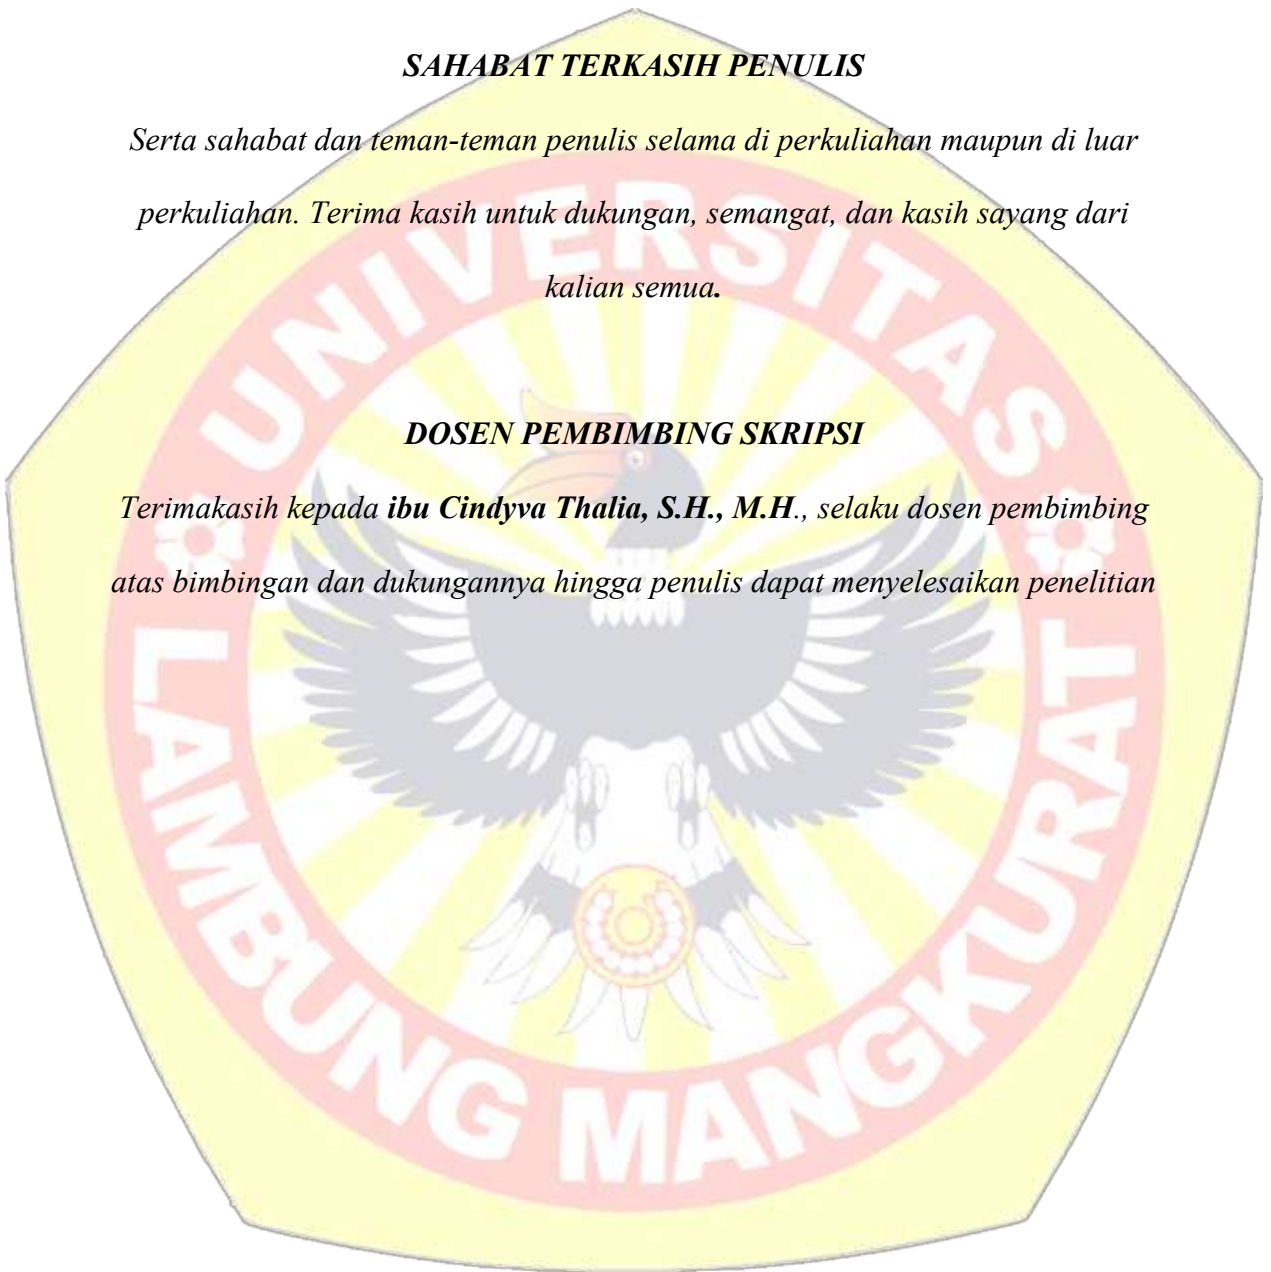 SAHABAT TERKASIH PENULIS
Serta sahabat dan teman-teman penulis selama di perkuliahan maupun di luar
perkuliahan. Terima kasih untuk dukungan, semangat, dan kasih sayang dari
kalian semua.
DOSEN PEMBIMBING SKRIPSI
Terimakasih kepada ibu Cindyva Thalia, S.H., M.H., selaku dosen pembimbing
atas bimbingan dan dukungannya hingga penulis dapat menyelesaikan penelitian
UNIVERSITAS
LAMBUNG MANGKURAT